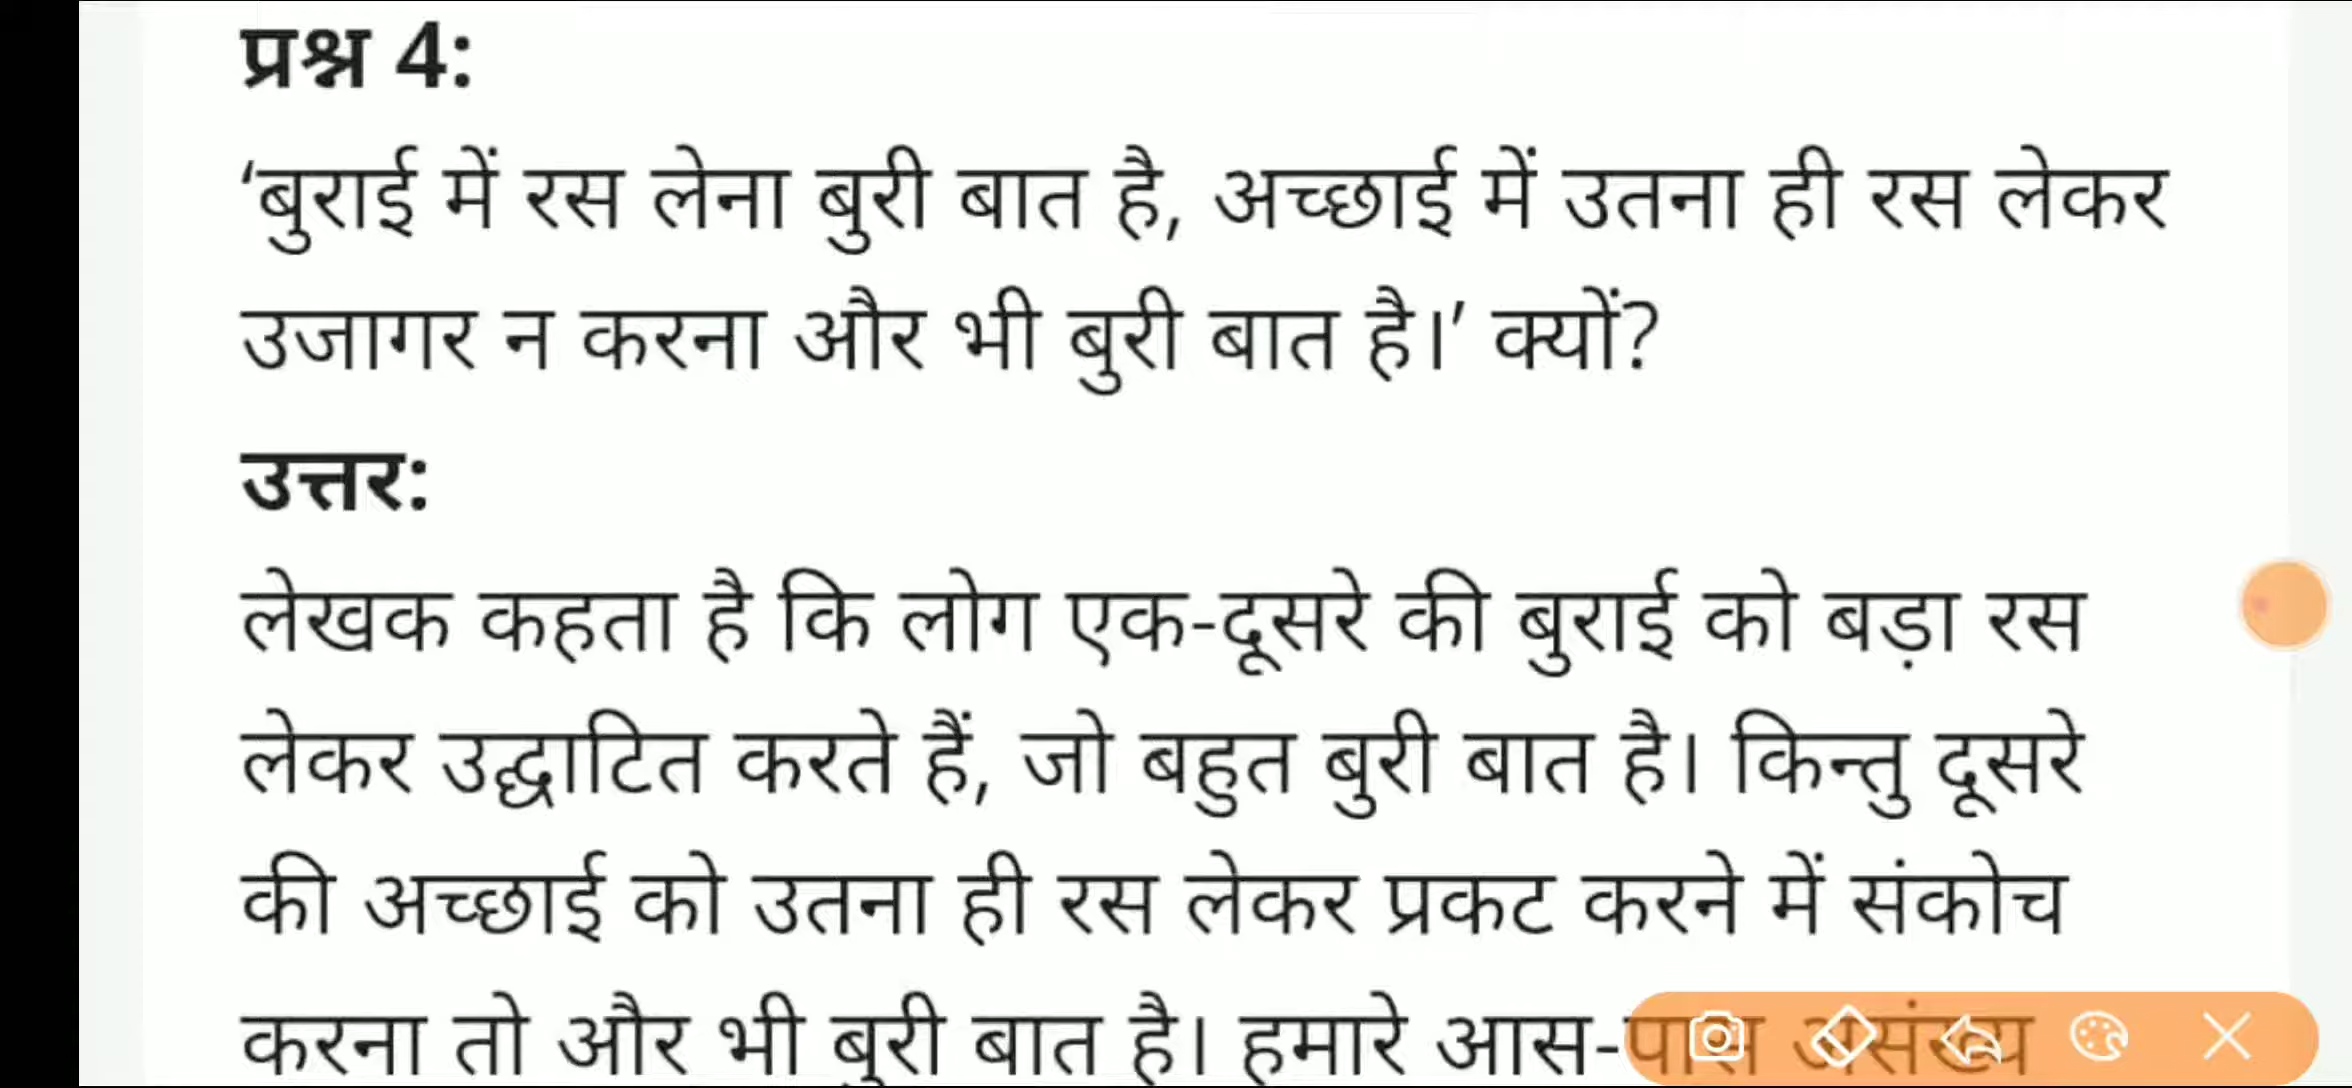 प्रश्न 4:
‘बुराई में रस लेना बुरी बात है, अच्छाई में उतना ही रस लेकर
उजागर न करना और भी बुरी बात है।’ क्यों?
उत्तर:
लेखक कहता है कि लोग एक-दूसरे की बुराई को बड़ा रस
लेकर उद्घाटित करते हैं, जो बहुत बुरी बात है। किन्तु दूसरे
की अच्छाई को उतना ही रस लेकर प्रकट करने में संकोच
करना तो और भी बुरी बात है। हमारे आस-पास असंख्य